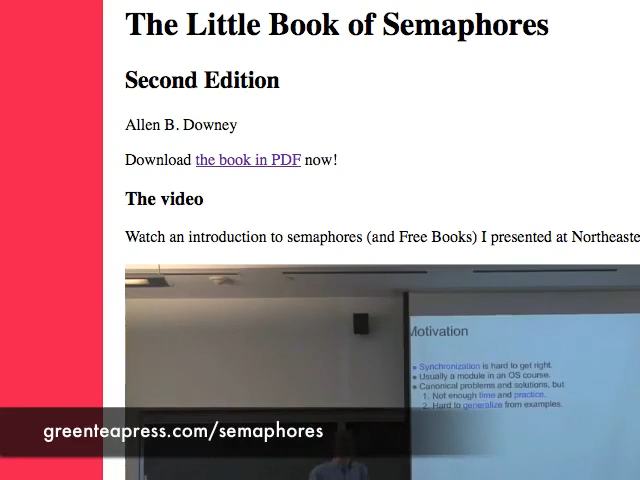 The Little Book of Semaphores
Second Edition
Allen B. Downey
Download the book in PDF now!
The video
Watch an introduction to semaphores (and Free Books) I presented at Northeaste
Motivation
Synchronization is hard to get right.
Usually a module in an OS course.
Canonical problems and solutions, but
1. Not enough time and practice.
2. Hard to generalize from examples.
greenteapress.com/semaphores